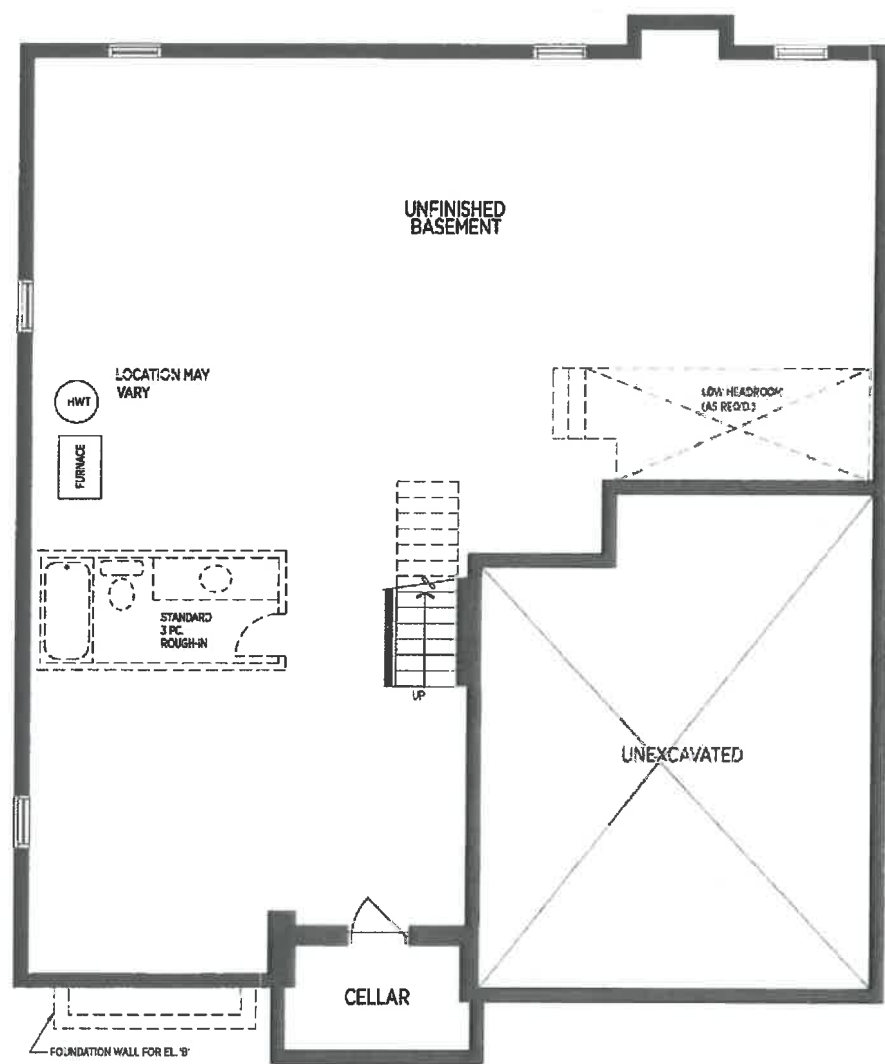 UNFINISHED
BASEMENT
LOCATION MAY
VARY
HWT
FURNACE
LOW HEADROOM
(AS REQ'D.)
STANDARD
3 PC.
ROUGH-IN
UP
UNEXCAVATED
CELLAR
FOUNDATION WALL FOR EL. 'B'